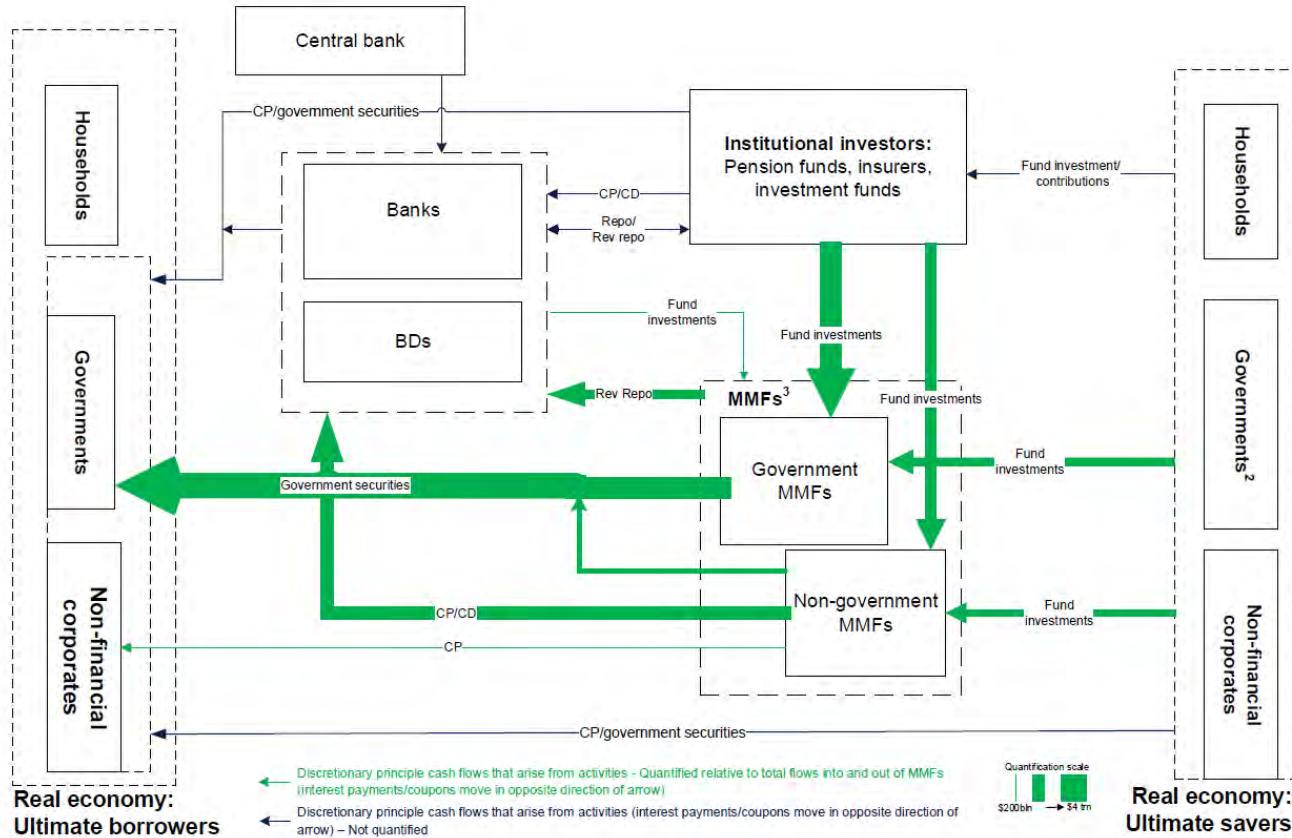 Central bank
Households
CP/government securities
Institutional investors:
Pension funds, insurers,
investment funds
Fund investment/
contributions
Households
Banks
CP/CD
Repo/
Rev repo
BDs
Fund
investments
Fund investments
Governments
Governments²
Rev Repo
MMFs³
Fund investments
Government
MMFs
Fund
investments
Government securities
Non-financial
corporates
Non-government
MMFs
Fund
investments
Non-financial
corporates
CP/CD
CP
CP/government securities
Discretionary principle cash flows that arise from activities - Quantified relative to total flows into and out of MMFs
(interest payments/coupons move in opposite direction of arrow)
Discretionary principle cash flows that arise from activities (interest payments/coupons move in opposite direction of
arrow) – Not quantified
Quantification scale
$200bln
$4 trn
Real economy:
Ultimate borrowers
Real economy:
Ultimate savers